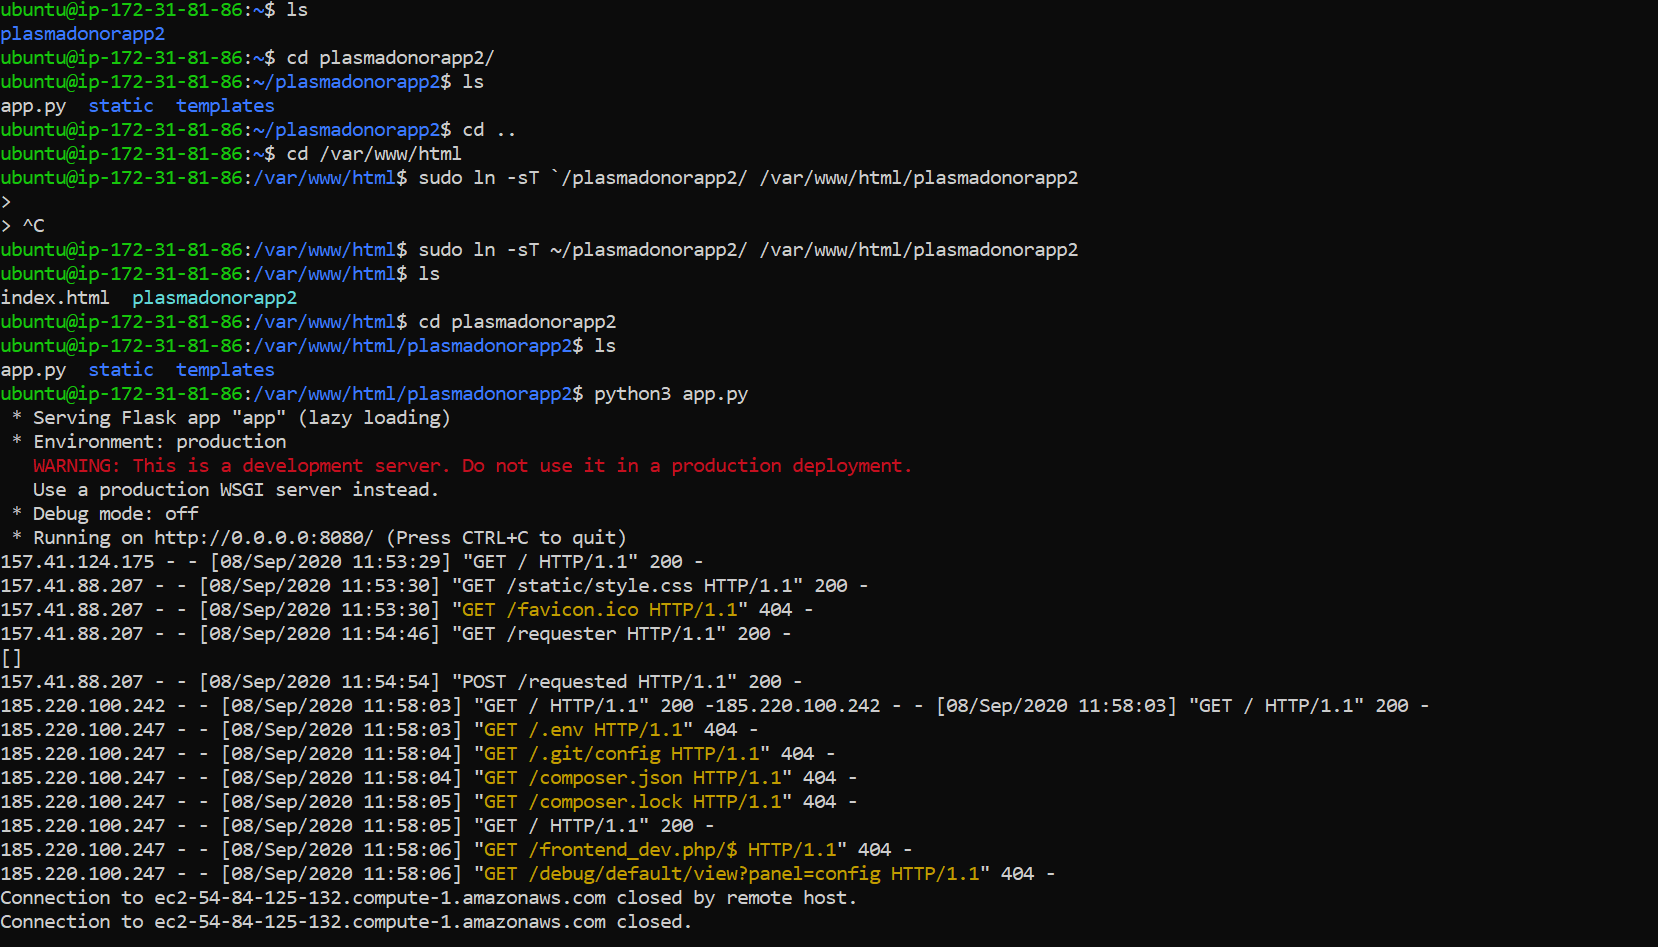 ubuntu@ip-172-31-81-86:~$ ls
plasmadonorapp2
ubuntu@ip-172-31-81-86:~$ cd plasmadonorapp2/
ubuntu@ip-172-31-81-86:~/plasmadonorapp2$ ls
app.py  static  templates
ubuntu@ip-172-31-81-86:~/plasmadonorapp2$ cd ..
ubuntu@ip-172-31-81-86:~$ cd /var/www/html
ubuntu@ip-172-31-81-86:/var/www/html$ sudo ln -sT `/plasmadonorapp2/ /var/www/html/plasmadonorapp2
>
> ^C
ubuntu@ip-172-31-81-86:/var/www/html$ sudo ln -sT ~/plasmadonorapp2/ /var/www/html/plasmadonorapp2
ubuntu@ip-172-31-81-86:/var/www/html$ ls
index.html  plasmadonorapp2
ubuntu@ip-172-31-81-86:/var/www/html$ cd plasmadonorapp2
ubuntu@ip-172-31-81-86:/var/www/html/plasmadonorapp2$ ls
app.py  static  templates
ubuntu@ip-172-31-81-86:/var/www/html/plasmadonorapp2$ python3 app.py
 * Serving Flask app "app" (lazy loading)
 * Environment: production
   WARNING: This is a development server. Do not use it in a production deployment.
   Use a production WSGI server instead.
 * Debug mode: off
 * Running on http://0.0.0.0:8080/ (Press CTRL+C to quit)
157.41.124.175 - - [08/Sep/2020 11:53:29] "GET / HTTP/1.1" 200 -
157.41.88.207 - - [08/Sep/2020 11:53:30] "GET /static/style.css HTTP/1.1" 200 -
157.41.88.207 - - [08/Sep/2020 11:53:30] "GET /favicon.ico HTTP/1.1" 404 -
157.41.88.207 - - [08/Sep/2020 11:54:46] "GET /requester HTTP/1.1" 200 -
[]
157.41.88.207 - - [08/Sep/2020 11:54:54] "POST /requested HTTP/1.1" 200 -
185.220.100.242 - - [08/Sep/2020 11:58:03] "GET / HTTP/1.1" 200 -185.220.100.242 - - [08/Sep/2020 11:58:03] "GET / HTTP/1.1" 200 -
185.220.100.247 - - [08/Sep/2020 11:58:03] "GET /.env HTTP/1.1" 404 -
185.220.100.247 - - [08/Sep/2020 11:58:04] "GET /.git/config HTTP/1.1" 404 -
185.220.100.247 - - [08/Sep/2020 11:58:04] "GET /composer.json HTTP/1.1" 404 -
185.220.100.247 - - [08/Sep/2020 11:58:05] "GET /composer.lock HTTP/1.1" 404 -
185.220.100.247 - - [08/Sep/2020 11:58:05] "GET / HTTP/1.1" 200 -
185.220.100.247 - - [08/Sep/2020 11:58:06] "GET /frontend_dev.php/$ HTTP/1.1" 404 -
185.220.100.247 - - [08/Sep/2020 11:58:06] "GET /debug/default/view?panel=config HTTP/1.1" 404 -
Connection to ec2-54-84-125-132.compute-1.amazonaws.com closed by remote host.
Connection to ec2-54-84-125-132.compute-1.amazonaws.com closed.